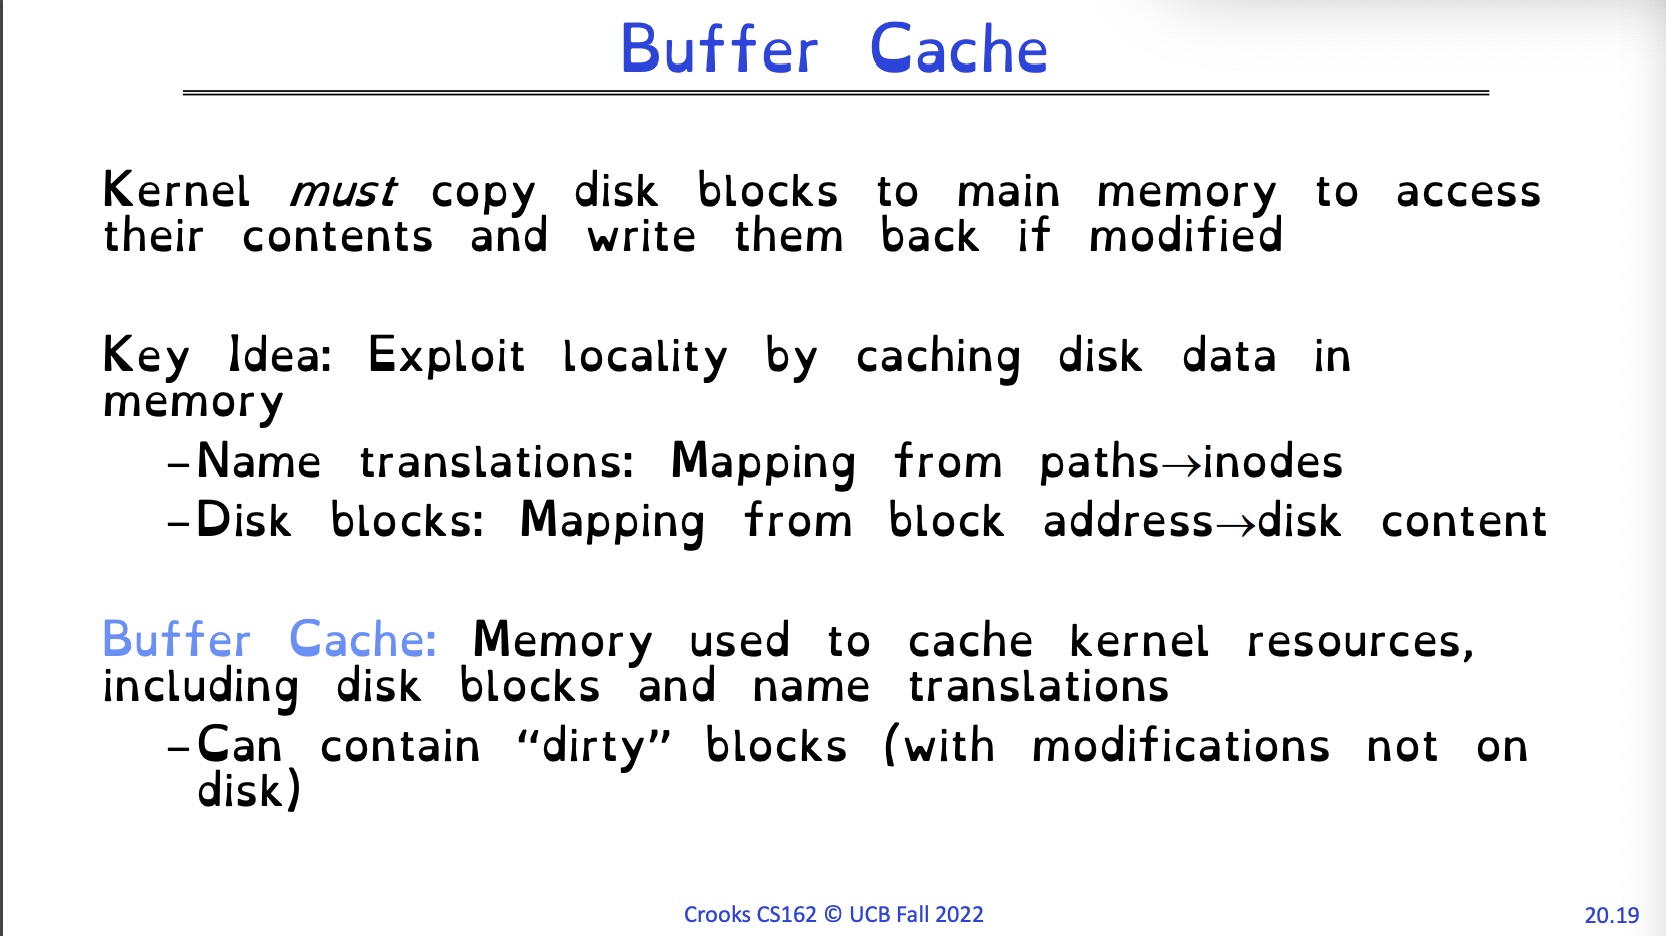 Buffer Cache
Kernel must copy disk blocks to main memory to access
their contents and write them back if modified
Key Idea: Exploit locality by caching disk data in
memory
–Name translations: Mapping from paths→inodes
–Disk blocks: Mapping from block address→disk content
Buffer Cache: Memory used to cache kernel resources,
including disk blocks and name translations
–Can contain “dirty” blocks (with modifications not on
disk)
Crooks CS162 © UCB Fall 2022
20.19